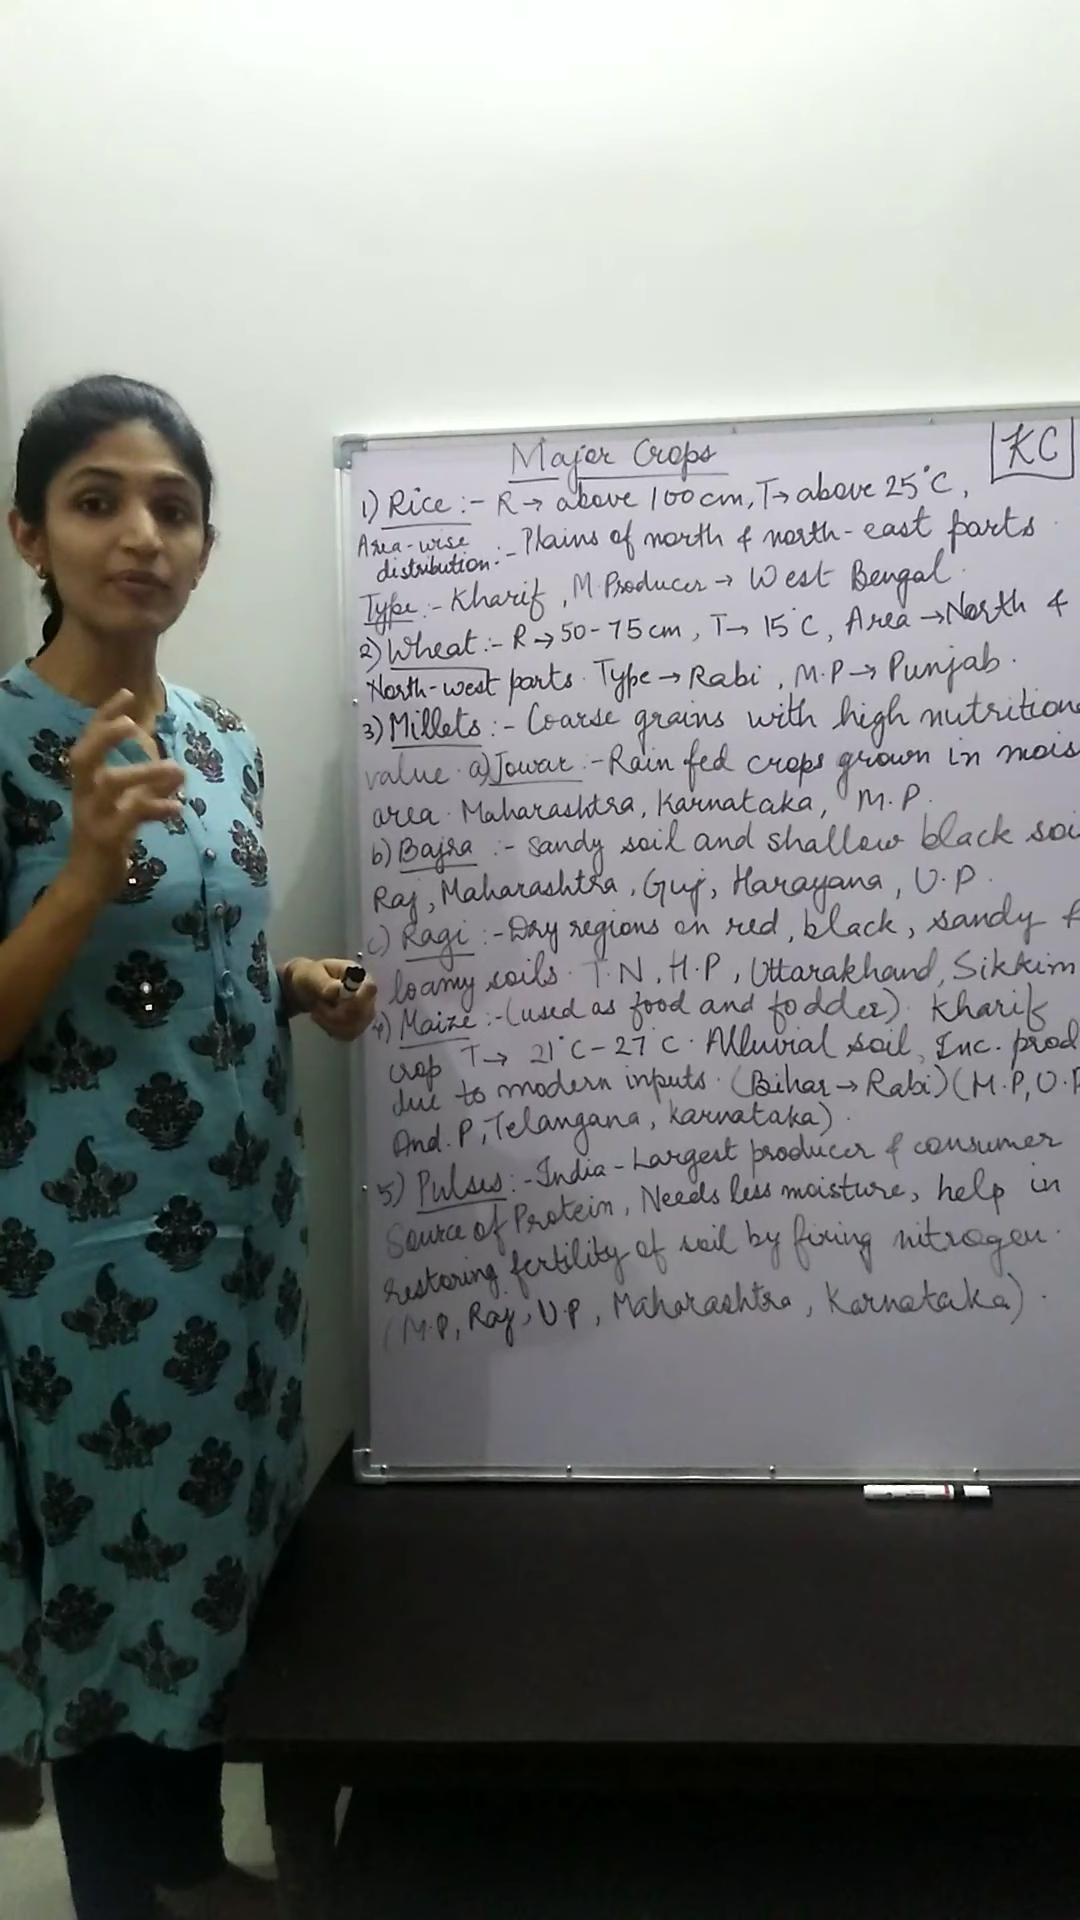 Major Crops
KC
1) Rice :- R → above 100cm, T → above 25°C,
Area-wise distribution :- Plains of north & north-east parts
Type :- Kharif, M.Producer → West Bengal.
2) Wheat :- R → 50-75cm, T → 15°C, Area → North &
North-west parts. Type → Rabi, M.P → Punjab.
3) Millets :- Coarse grains with high nutrition
value. a) Jowar :- Rain fed crops grown in mois
area. Maharashtra, Karnataka, M.P.
b) Bajra :- Sandy soil and shallow black soi
Raj, Maharashtra, Guj, Harayana, U.P.
c) Ragi :- Dry regions on red, black, sandy &
loamy soils. T.N, H.P, Uttarakhand, Sikkim
4) Maize :- (used as food and fodder). Kharif
crop T → 21°C-27°C. Alluvial soil, Inc. prod
due to modern inputs. (Bihar → Rabi) (M.P, U.P
And. P, Telangana, Karnataka).
5) Pulses :- India - Largest producer & consumer
Source of Protein, Needs less moisture, help in
restoring fertility of soil by fixing nitrogen.
(M.P, Raj, U.P, Maharashtra, Karnataka).